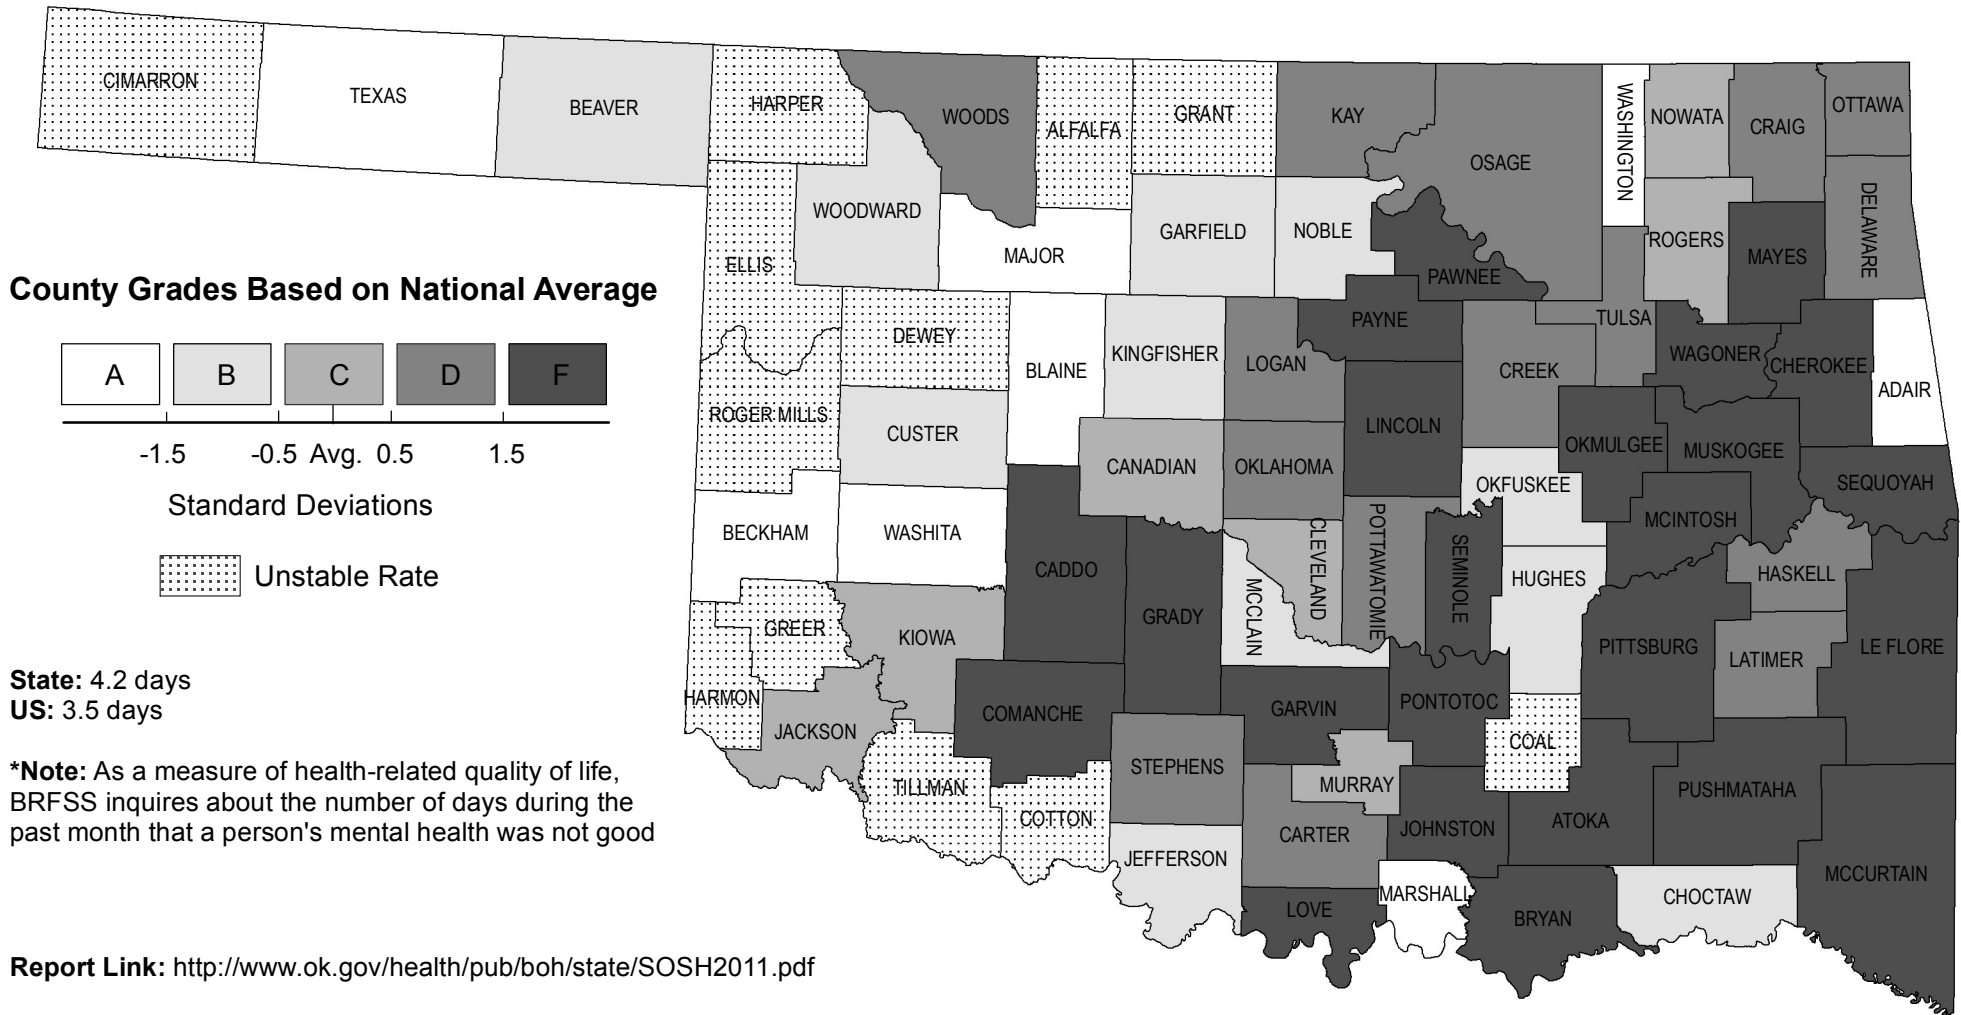 CIMARRON
TEXAS
BEAVER
HARPER
WOODS
ALFALFA
GRANT
KAY
OSAGE
WASHINGTON
NOWATA
CRAIG
OTTAWA
DELAWARE
WOODWARD
ELLIS
MAJOR
GARFIELD
NOBLE
PAWNEE
ROGERS
MAYES
County Grades Based on National Average
A B C D F
-1.5 -0.5 Avg. 0.5 1.5
Standard Deviations
Unstable Rate
DEWEY
BLAINE
KINGFISHER
LOGAN
PAYNE
CREEK
TULSA
WAGONER
CHEROKEE
ADAIR
ROGER MILLS
CUSTER
CANADIAN
OKLAHOMA
LINCOLN
OKMULGEE
MUSKOGEE
SEQUOYAH
OKFUSKEE
MCINTOSH
BECKHAM
WASHITA
CADDO
GRADY
MCCLAIN
CLEVELAND
POTTAWATOMIE
SEMINOLE
HUGHES
HASKELL
PITTSBURG
LATIMER
LE FLORE
GREER
KIOWA
HARMON
JACKSON
COMANCHE
GARVIN
PONTOTOC
COAL
TILLMAN
COTTON
STEPHENS
MURRAY
CARTER
JOHNSTON
ATOKA
PUSHMATAHA
MCCURTAIN
JEFFERSON
LOVE
MARSHALL
BRYAN
CHOCTAW
State: 4.2 days
US: 3.5 days
*Note: As a measure of health-related quality of life,
BRFSS inquires about the number of days during the
past month that a person's mental health was not good
Report Link: http://www.ok.gov/health/pub/boh/state/SOSH2011.pdf